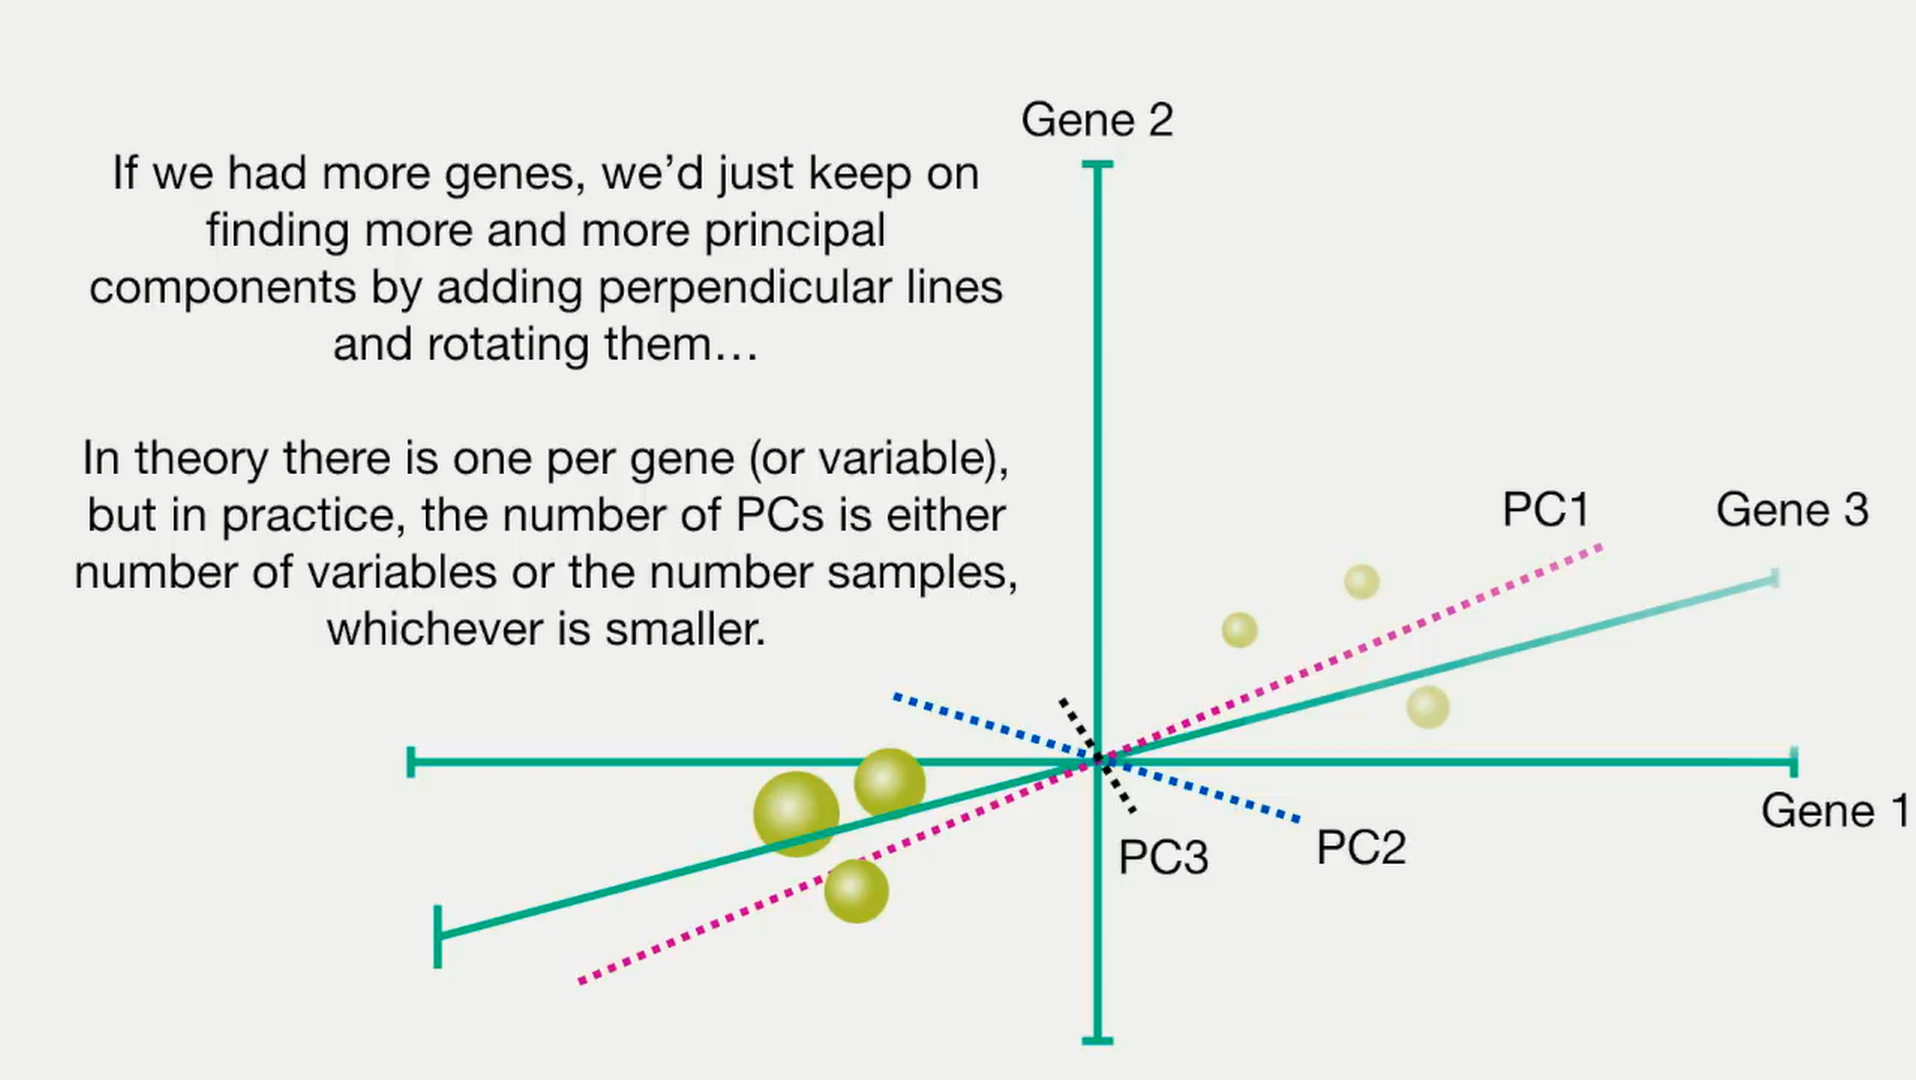 If we had more genes, we’d just keep on
finding more and more principal
components by adding perpendicular lines
and rotating them…
In theory there is one per gene (or variable),
but in practice, the number of PCs is either
number of variables or the number samples,
whichever is smaller.
Gene 2
PC1
Gene 3
Gene 1
PC2
PC3